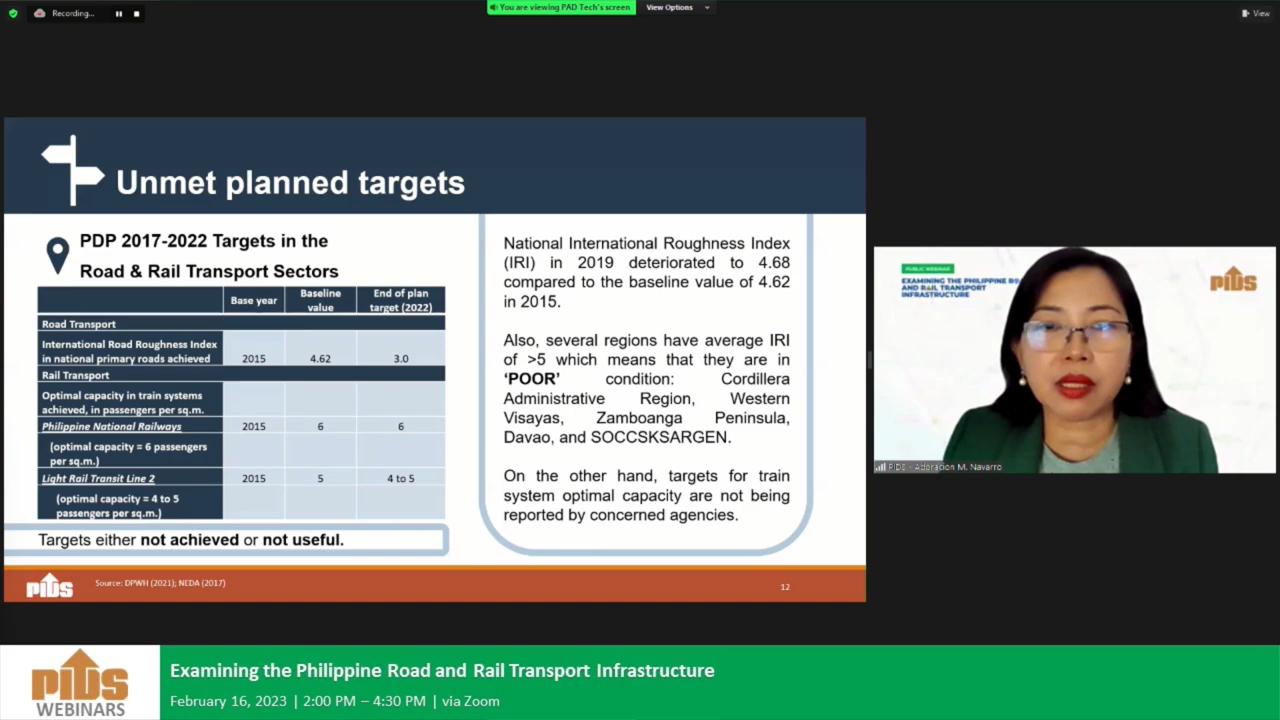 Recording...
You are viewing PAD Tech's screen
View Options
View
Unmet planned targets
PDP 2017-2022 Targets in the
Road & Rail Transport Sectors
Base year
Baseline
value
End of plan
target (2022)
Road Transport
International Road Roughness Index
in national primary roads achieved
2015
4.62
3.0
Rail Transport
Optimal capacity in train systems
achieved, in passengers per sq.m.
Philippine National Railways
2015
6
6
(optimal capacity = 6 passengers
per sq.m.)
Light Rail Transit Line 2
2015
5
4 to 5
(optimal capacity = 4 to 5
passengers per sq.m.)
Targets either not achieved or not useful.
National International Roughness Index
(IRI) in 2019 deteriorated to 4.68
compared to the baseline value of 4.62
in 2015.
Also, several regions have average IRI
of >5 which means that they are in
‘POOR’ condition: Cordillera
Administrative Region, Western
Visayas, Zamboanga Peninsula,
Davao, and SOCCSKSARGEN.
On the other hand, targets for train
system optimal capacity are not being
reported by concerned agencies.
PIDS
Source: DPWH (2021); NEDA (2017)
12
PUBLIC WEBINAR
EXAMINING THE PHILIPPINE
AND RAIL TRANSPORT
INFRASTRUCTURE
PIDS
PIDS - Adoracion M. Navarro
PIDS
WEBINARS
Examining the Philippine Road and Rail Transport Infrastructure
February 16, 2023 | 2:00 PM – 4:30 PM | via Zoom